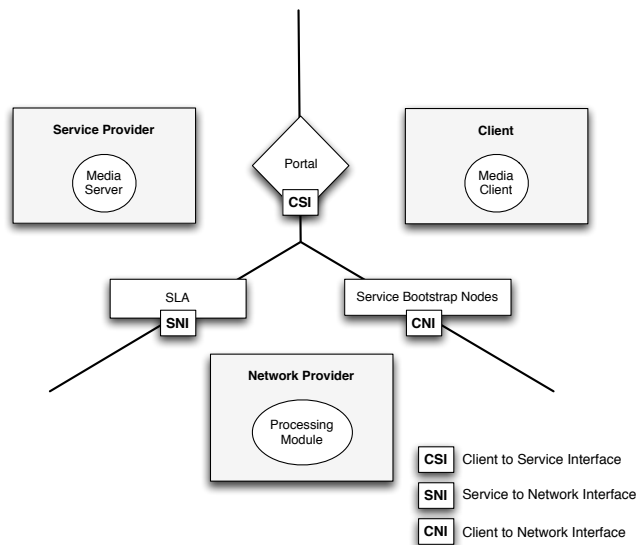 Service Provider
Media
Server
Portal
CSI
Client
Media
Client
SLA
SNI
Service Bootstrap Nodes
CNI
Network Provider
Processing
Module
CSI Client to Service Interface
SNI Service to Network Interface
CNI Client to Network Interface